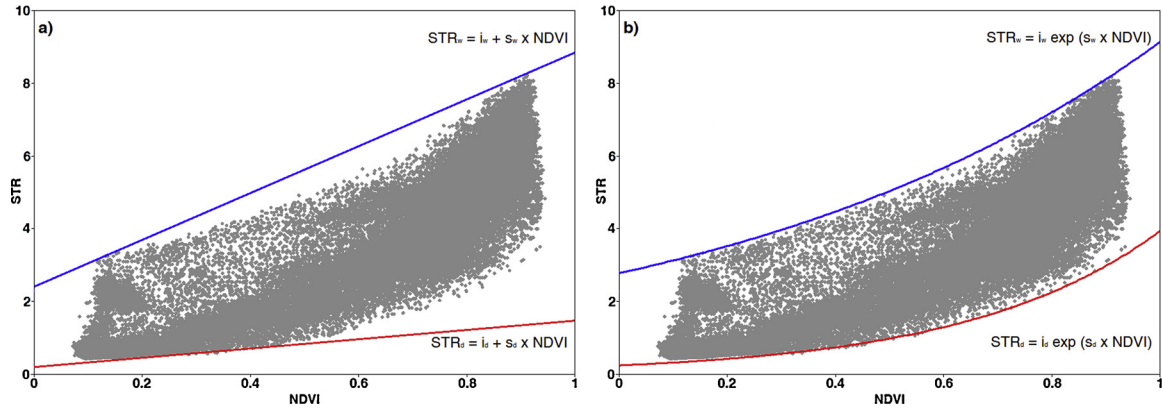 a)
STRw = iw + sw x NDVI
STRd = id + sd x NDVI
STR
10
8
6
4
2
0
0
0.2
0.4
0.6
0.8
1
NDVI
b)
STRw = iw exp (sw x NDVI)
STRd = id exp (sd x NDVI)
STR
10
8
6
4
2
0
0
0.2
0.4
0.6
0.8
1
NDVI